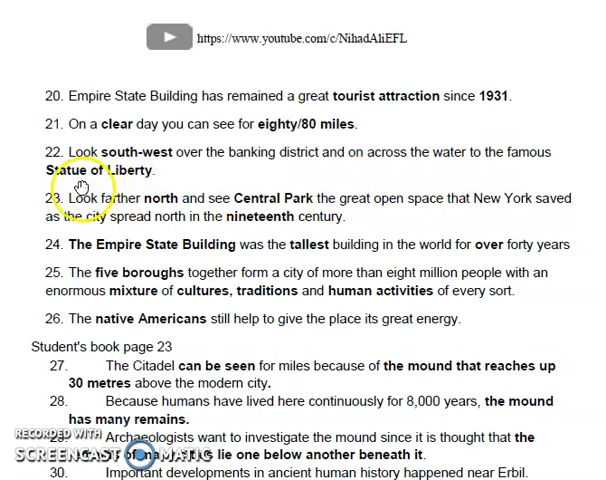 https://www.youtube.com/c/NihadAliEFL
20. Empire State Building has remained a great tourist attraction since 1931.
21. On a clear day you can see for eighty/80 miles.
22. Look south-west over the banking district and on across the water to the famous
Statue of Liberty.
23. Look farther north and see Central Park the great open space that New York saved
as the city spread north in the nineteenth century.
24. The Empire State Building was the tallest building in the world for over forty years
25. The five boroughs together form a city of more than eight million people with an
enormous mixture of cultures, traditions and human activities of every sort.
26. The native Americans still help to give the place its great energy.
Student's book page 23
27. The Citadel can be seen for miles because of the mound that reaches up
30 metres above the modern city.
28. Because humans have lived here continuously for 8,000 years, the mound
has many remains.
RECORDED WITH
29. Archaeologists want to investigate the mound since it is thought that the
SCREENCAST MATIC
lie one below another beneath it.
30. Important developments in ancient human history happened near Erbil.